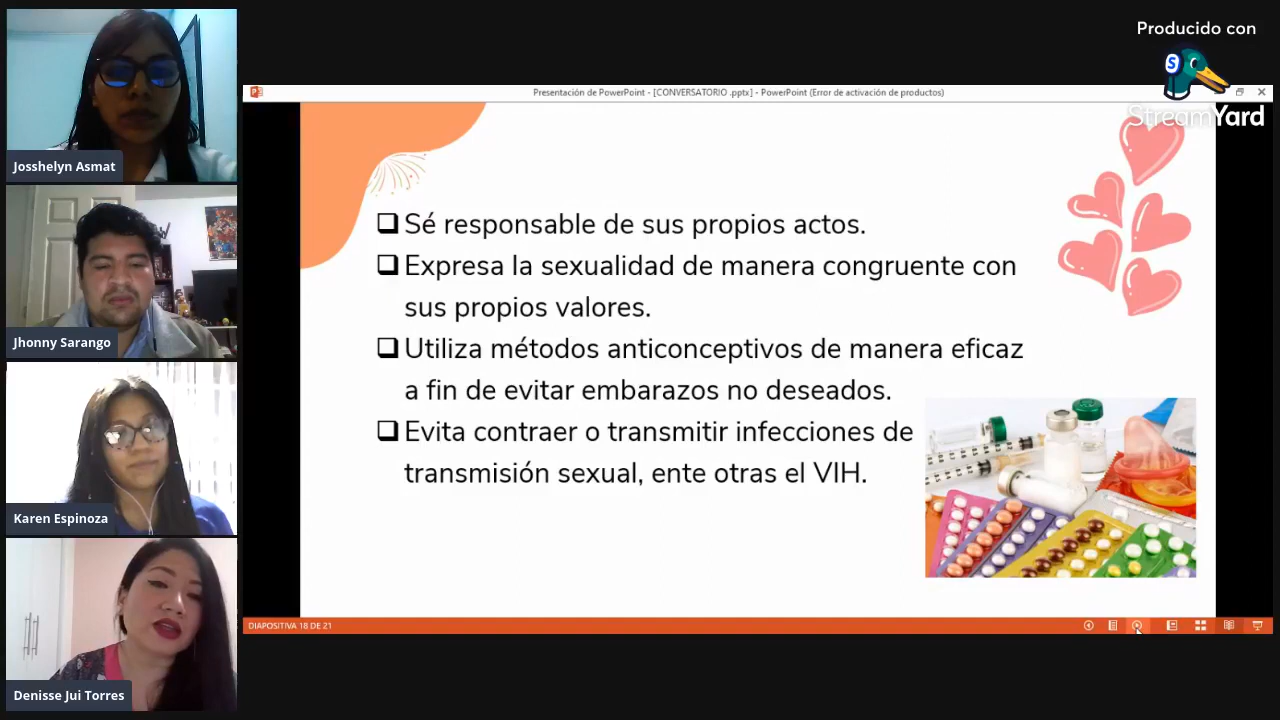 Producido con
StreamYard
Presentación de PowerPoint - [CONVERSATORIO .pptx] - PowerPoint (Error de activación de productos)
Sé responsable de sus propios actos.
Expresa la sexualidad de manera congruente con
sus propios valores.
Utiliza métodos anticonceptivos de manera eficaz
a fin de evitar embarazos no deseados.
Evita contraer o transmitir infecciones de
transmisión sexual, ente otras el VIH.
DIAPOSITIVA 18 DE 21
Josshelyn Asmat
Jhonny Sarango
Karen Espinoza
Denisse Jui Torres